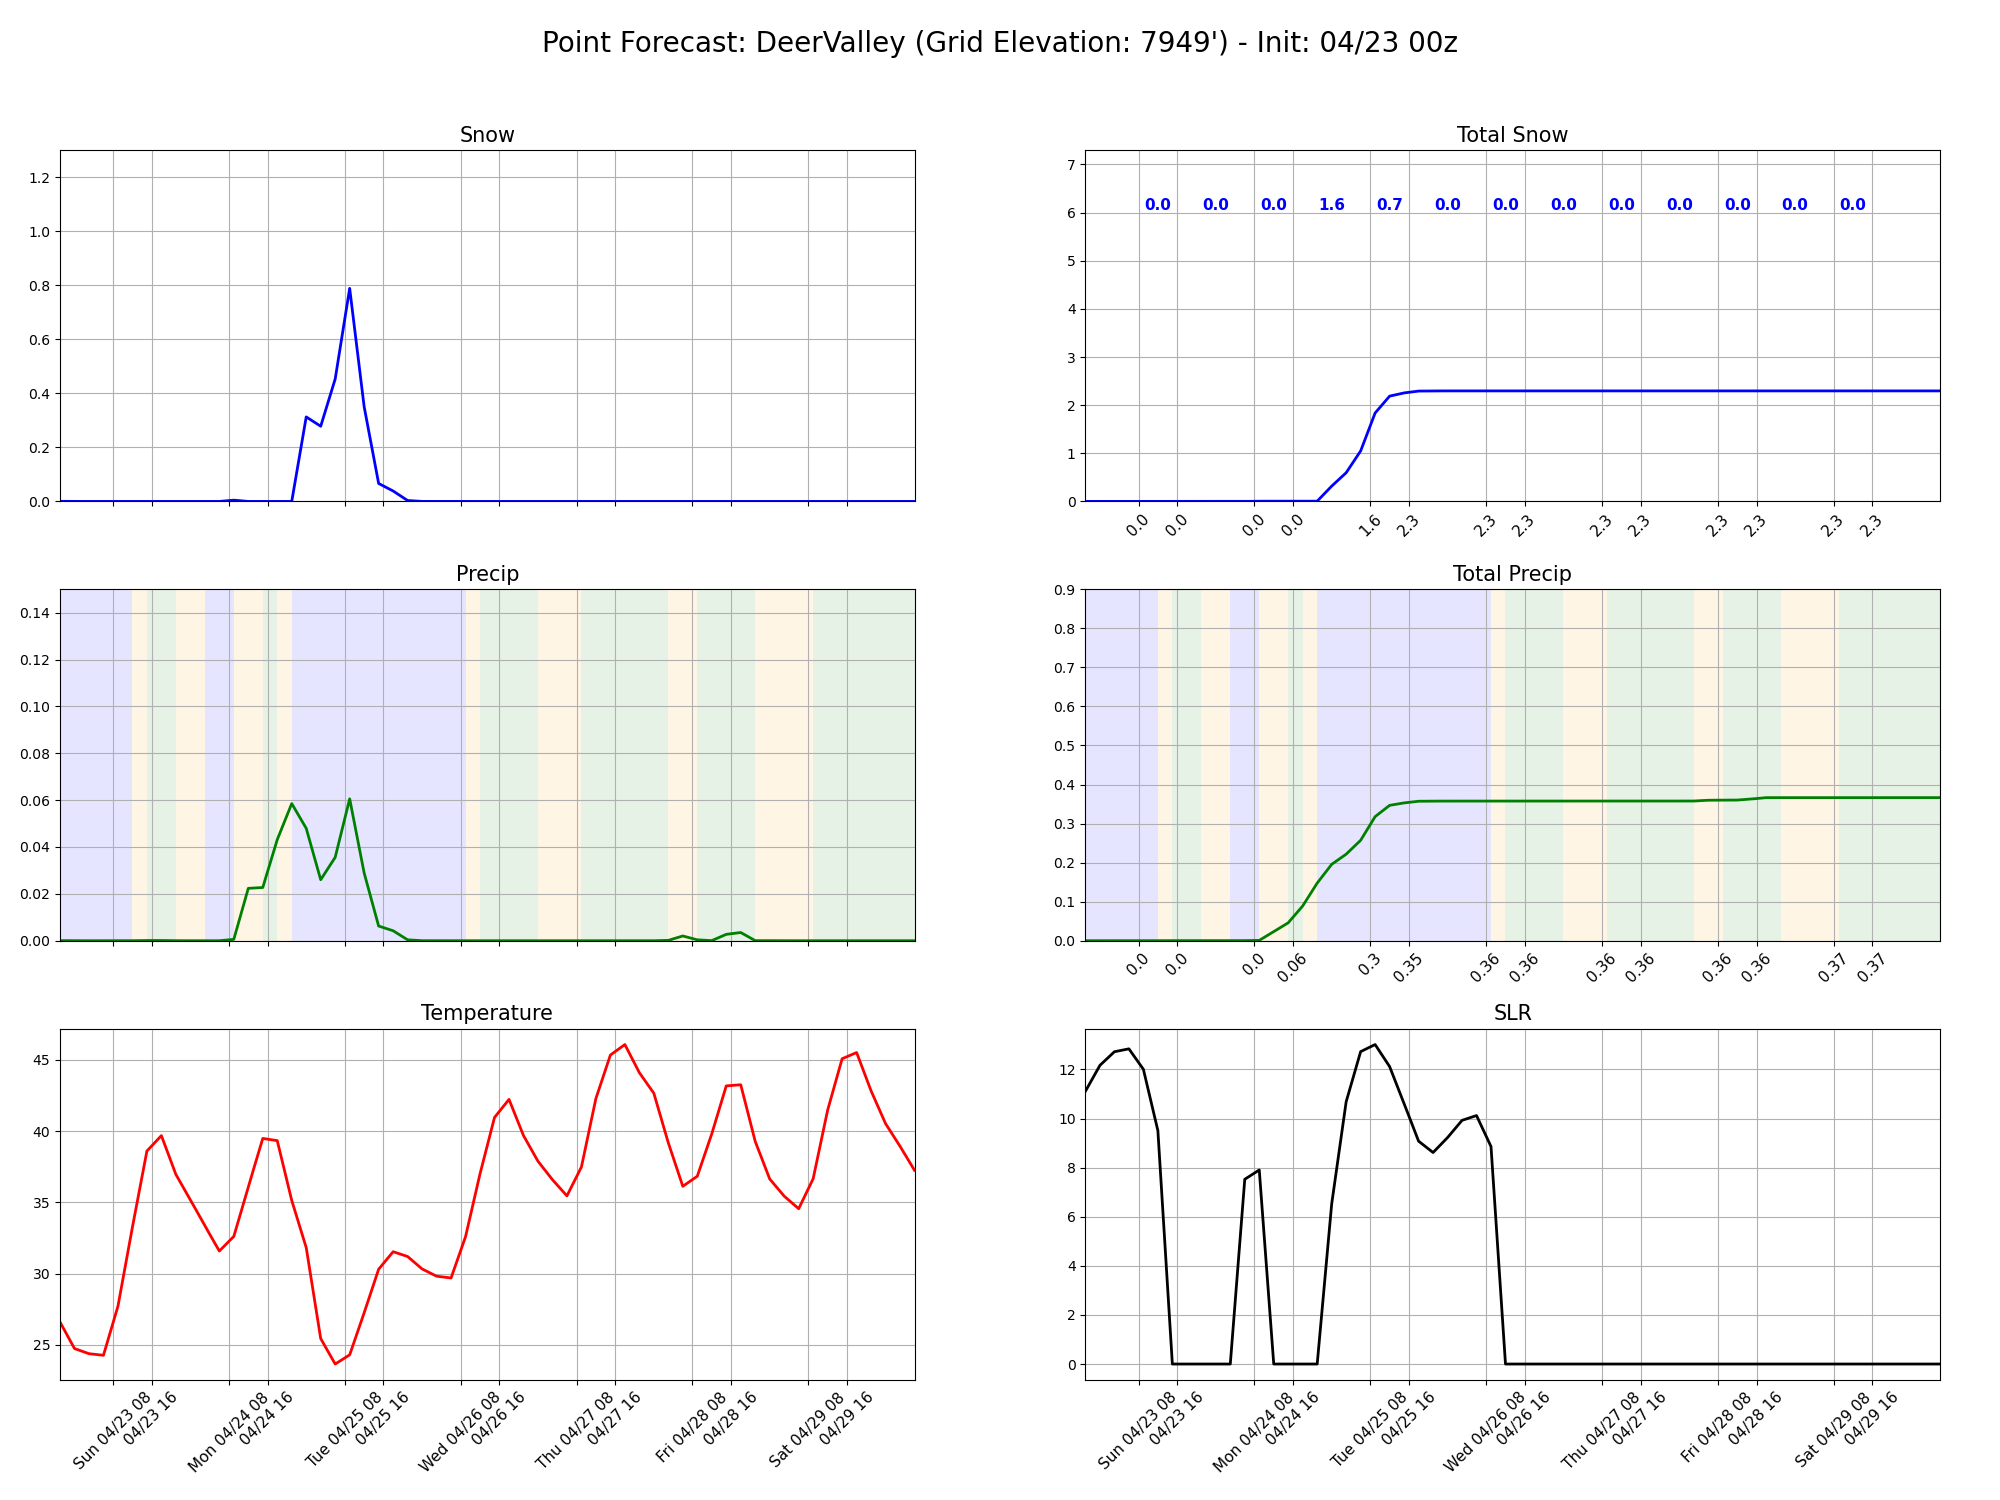 Point Forecast: DeerValley (Grid Elevation: 7949') - Init: 04/23 00z
Snow
1.2
1.0
0.8
0.6
0.4
0.2
0.0
Total Snow
7
6
5
4
3
2
1
0
0.0 0.0 0.0 1.6 0.7 0.0 0.0 0.0 0.0 0.0 0.0 0.0 0.0
0.0 0.0 0.0 0.0 1.6 2.3 2.3 2.3 2.3 2.3 2.3 2.3 2.3 2.3
Precip
0.14
0.12
0.10
0.08
0.06
0.04
0.02
0.00
Total Precip
0.9
0.8
0.7
0.6
0.5
0.4
0.3
0.2
0.1
0.0
0.0 0.0 0.0 0.06 0.3 0.35 0.36 0.36 0.36 0.36 0.36 0.36 0.37 0.37
Temperature
45
40
35
30
25
Sun 04/23 08
04/23 16
Mon 04/24 08
04/24 16
Tue 04/25 08
04/25 16
Wed 04/26 08
04/26 16
Thu 04/27 08
04/27 16
Fri 04/28 08
04/28 16
Sat 04/29 08
04/29 16
SLR
12
10
8
6
4
2
0
Sun 04/23 08
04/23 16
Mon 04/24 08
04/24 16
Tue 04/25 08
04/25 16
Wed 04/26 08
04/26 16
Thu 04/27 08
04/27 16
Fri 04/28 08
04/28 16
Sat 04/29 08
04/29 16